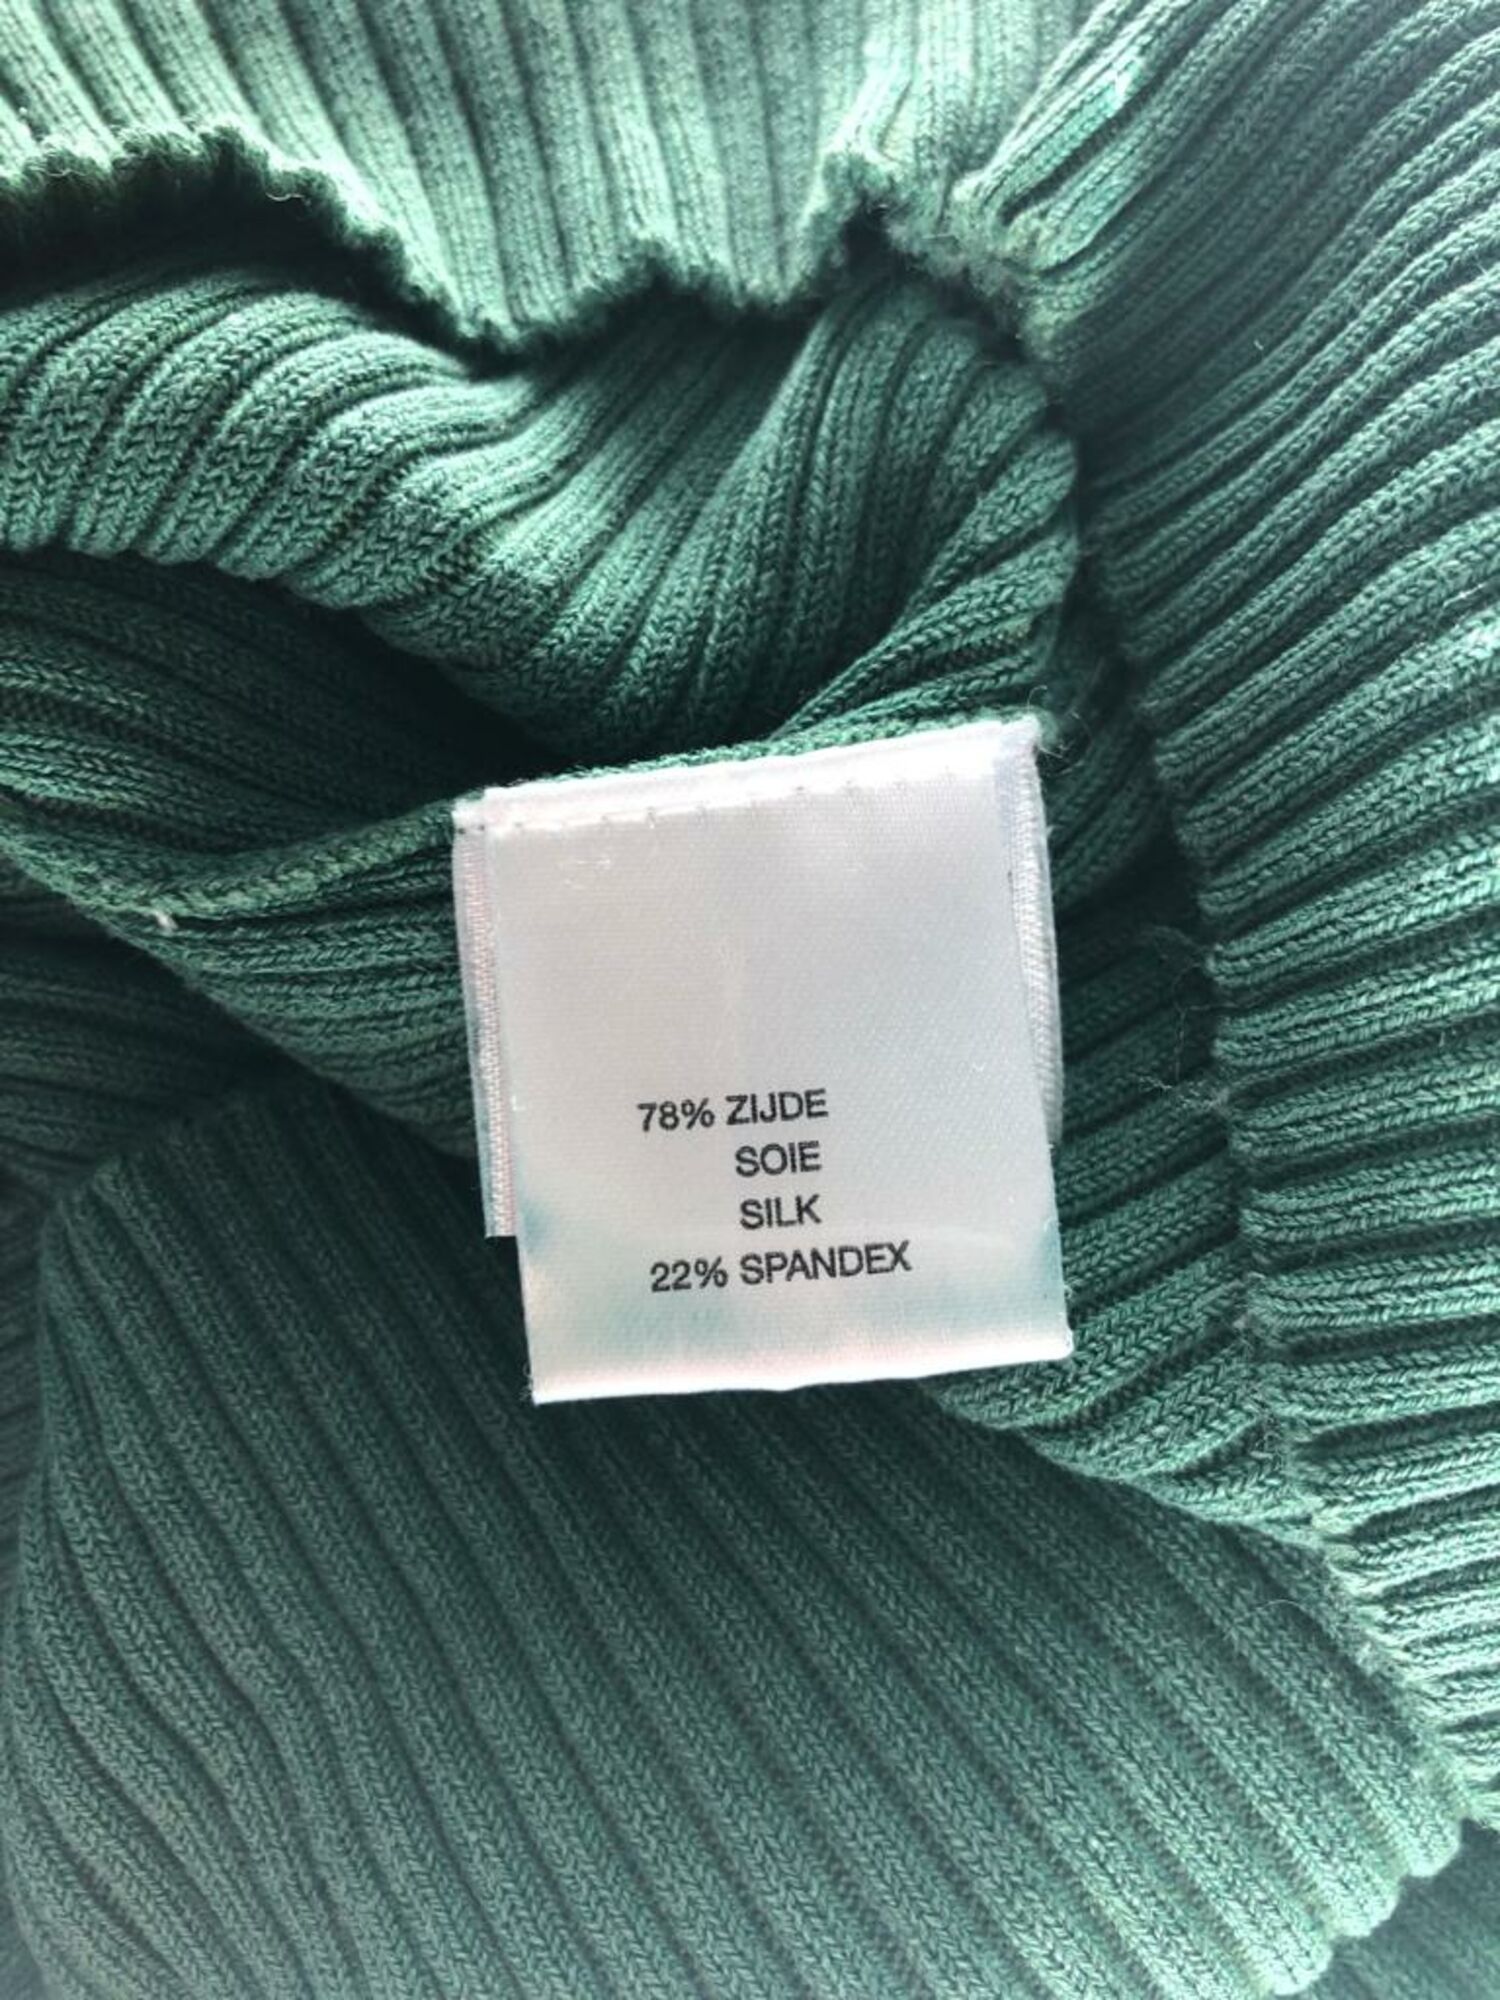 78% ZIJDE
SOIE
SILK
22% SPANDEX